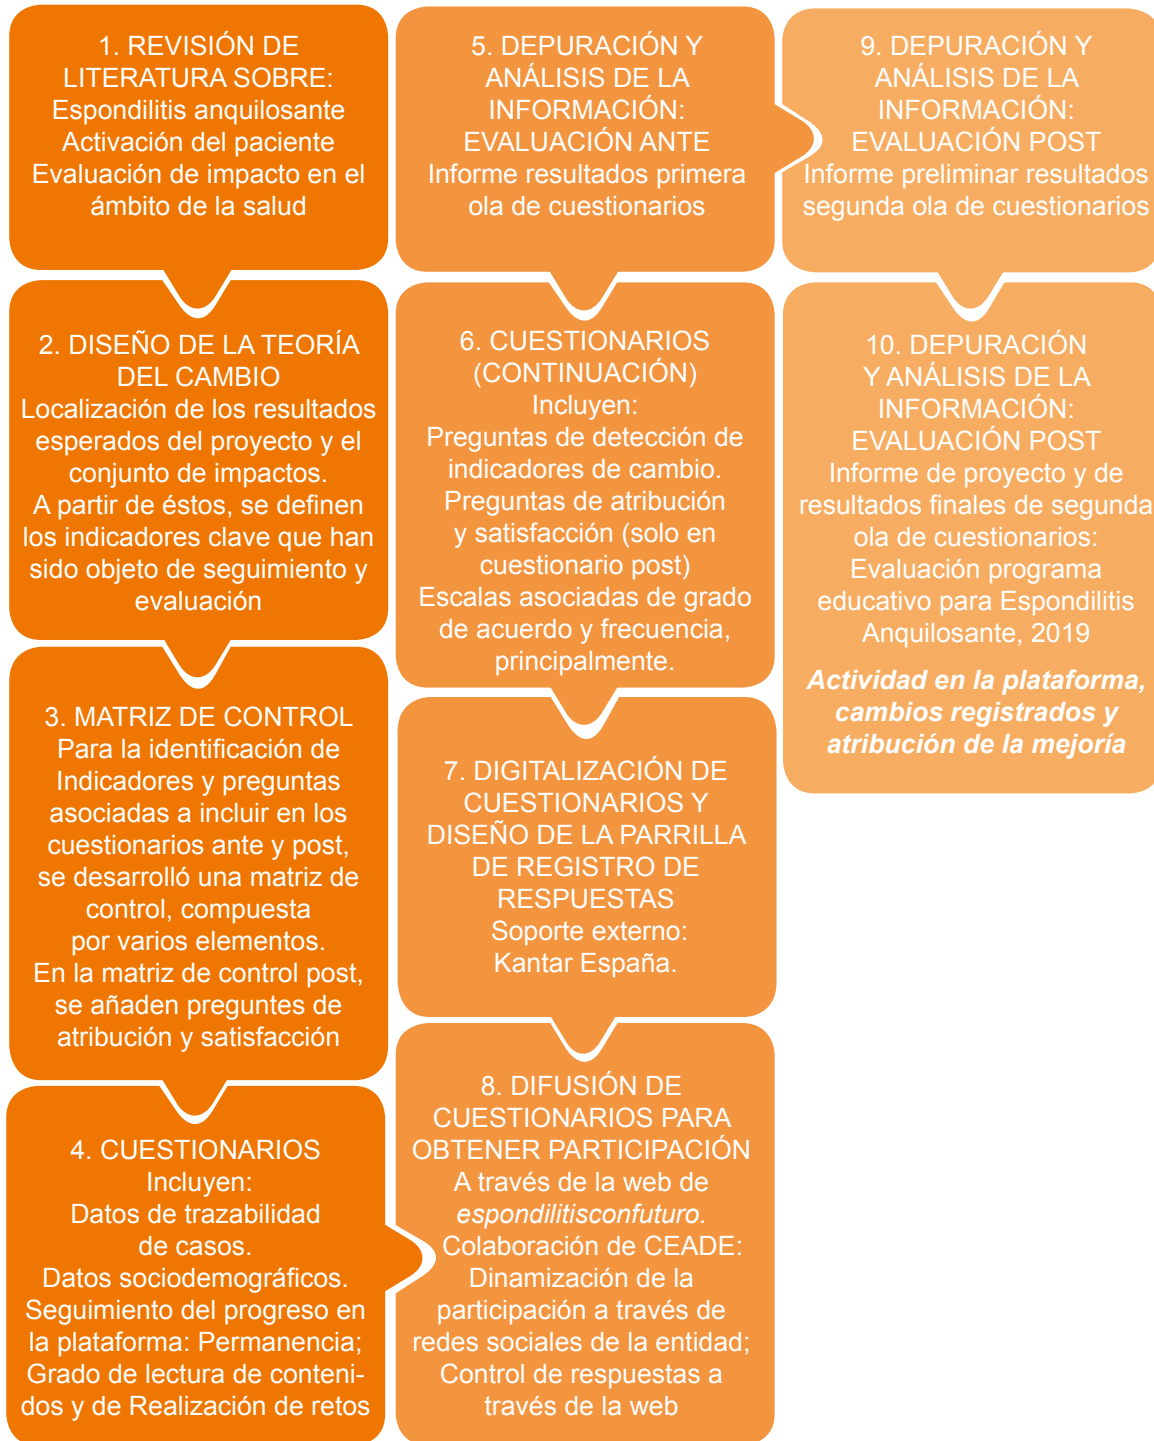 1. REVISIÓN DE
LITERATURA SOBRE:
Espondilitis anquilosante
Activación del paciente
Evaluación de impacto en el
ámbito de la salud
2. DISEÑO DE LA TEORÍA
DEL CAMBIO
Localización de los resultados
esperados del proyecto y el
conjunto de impactos.
A partir de éstos, se definen
los indicadores clave que han
sido objeto de seguimiento y
evaluación
3. MATRIZ DE CONTROL
Para la identificación de
Indicadores y preguntas
asociadas a incluir en los
cuestionarios ante y post,
se desarrolló una matriz de
control, compuesta
por varios elementos.
En la matriz de control post,
se añaden preguntes de
atribución y satisfacción
4. CUESTIONARIOS
Incluyen:
Datos de trazabilidad
de casos.
Datos sociodemográficos.
Seguimiento del progreso en
la plataforma: Permanencia;
Grado de lectura de conteni-
dos y de Realización de retos
5. DEPURACIÓN Y
ANÁLISIS DE LA
INFORMACIÓN:
EVALUACIÓN ANTE
Informe resultados primera
ola de cuestionarios
6. CUESTIONARIOS
(CONTINUACIÓN)
Incluyen:
Preguntas de detección de
indicadores de cambio.
Preguntas de atribución
y satisfacción (solo en
cuestionario post)
Escalas asociadas de grado
de acuerdo y frecuencia,
principalmente.
7. DIGITALIZACIÓN DE
CUESTIONARIOS Y
DISEÑO DE LA PARRILLA
DE REGISTRO DE
RESPUESTAS
Soporte externo:
Kantar España.
8. DIFUSIÓN DE
CUESTIONARIOS PARA
OBTENER PARTICIPACIÓN
A través de la web de
espondilitisconfuturo.
Colaboración de CEADE:
Dinamización de la
participación a través de
redes sociales de la entidad;
Control de respuestas a
través de la web
9. DEPURACIÓN Y
ANÁLISIS DE LA
INFORMACIÓN:
EVALUACIÓN POST
Informe preliminar resultados
segunda ola de cuestionarios
10. DEPURACIÓN
Y ANÁLISIS DE LA
INFORMACIÓN:
EVALUACIÓN POST
Informe de proyecto y de
resultados finales de segunda
ola de cuestionarios:
Evaluación programa
educativo para Espondilitis
Anquilosante, 2019
Actividad en la plataforma,
cambios registrados y
atribución de la mejoría